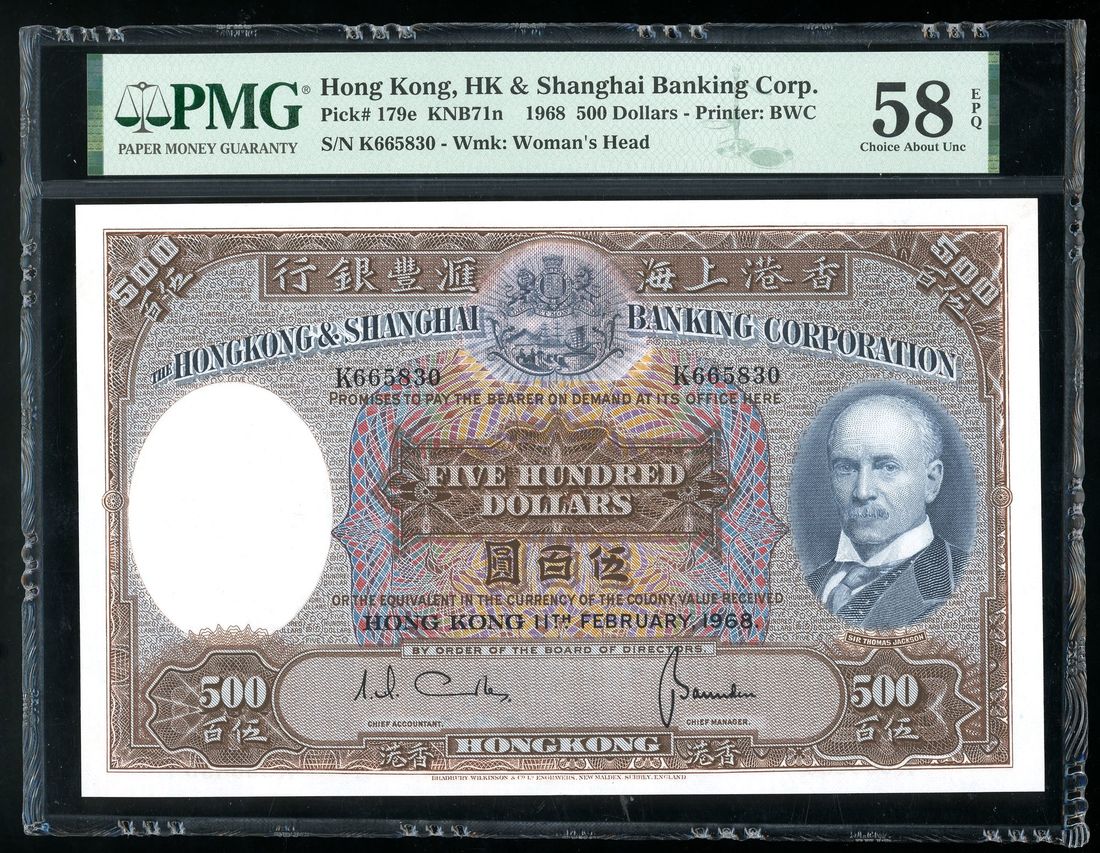 PMG®
PAPER MONEY GUARANTY
Hong Kong, HK & Shanghai Banking Corp.
Pick# 179e KNB71n 1968 500 Dollars - Printer: BWC
S/N K665830 - Wmk: Woman's Head
58 EPQ
Choice About Unc
500
伍百
行銀豐滙
海上港香
500
伍百
THE HONGKONG & SHANGHAI BANKING CORPORATION
K665830
K665830
PROMISES TO PAY THE BEARER ON DEMAND AT ITS OFFICE HERE
FIVE HUNDRED
DOLLARS
圓百伍
OR THE EQUIVALENT IN THE CURRENCY OF THE COLONY, VALUE RECEIVED
HONG KONG 11TH FEBRUARY 1968.
SIR THOMAS JACKSON
BY ORDER OF THE BOARD OF DIRECTORS.
500
百伍
500
百伍
CHIEF ACCOUNTANT.
CHIEF MANAGER.
港香
HONGKONG
港香
BRADBURY, WILKINSON & Co. Ld. ENGRAVERS, NEW MALDEN, SURREY, ENGLAND